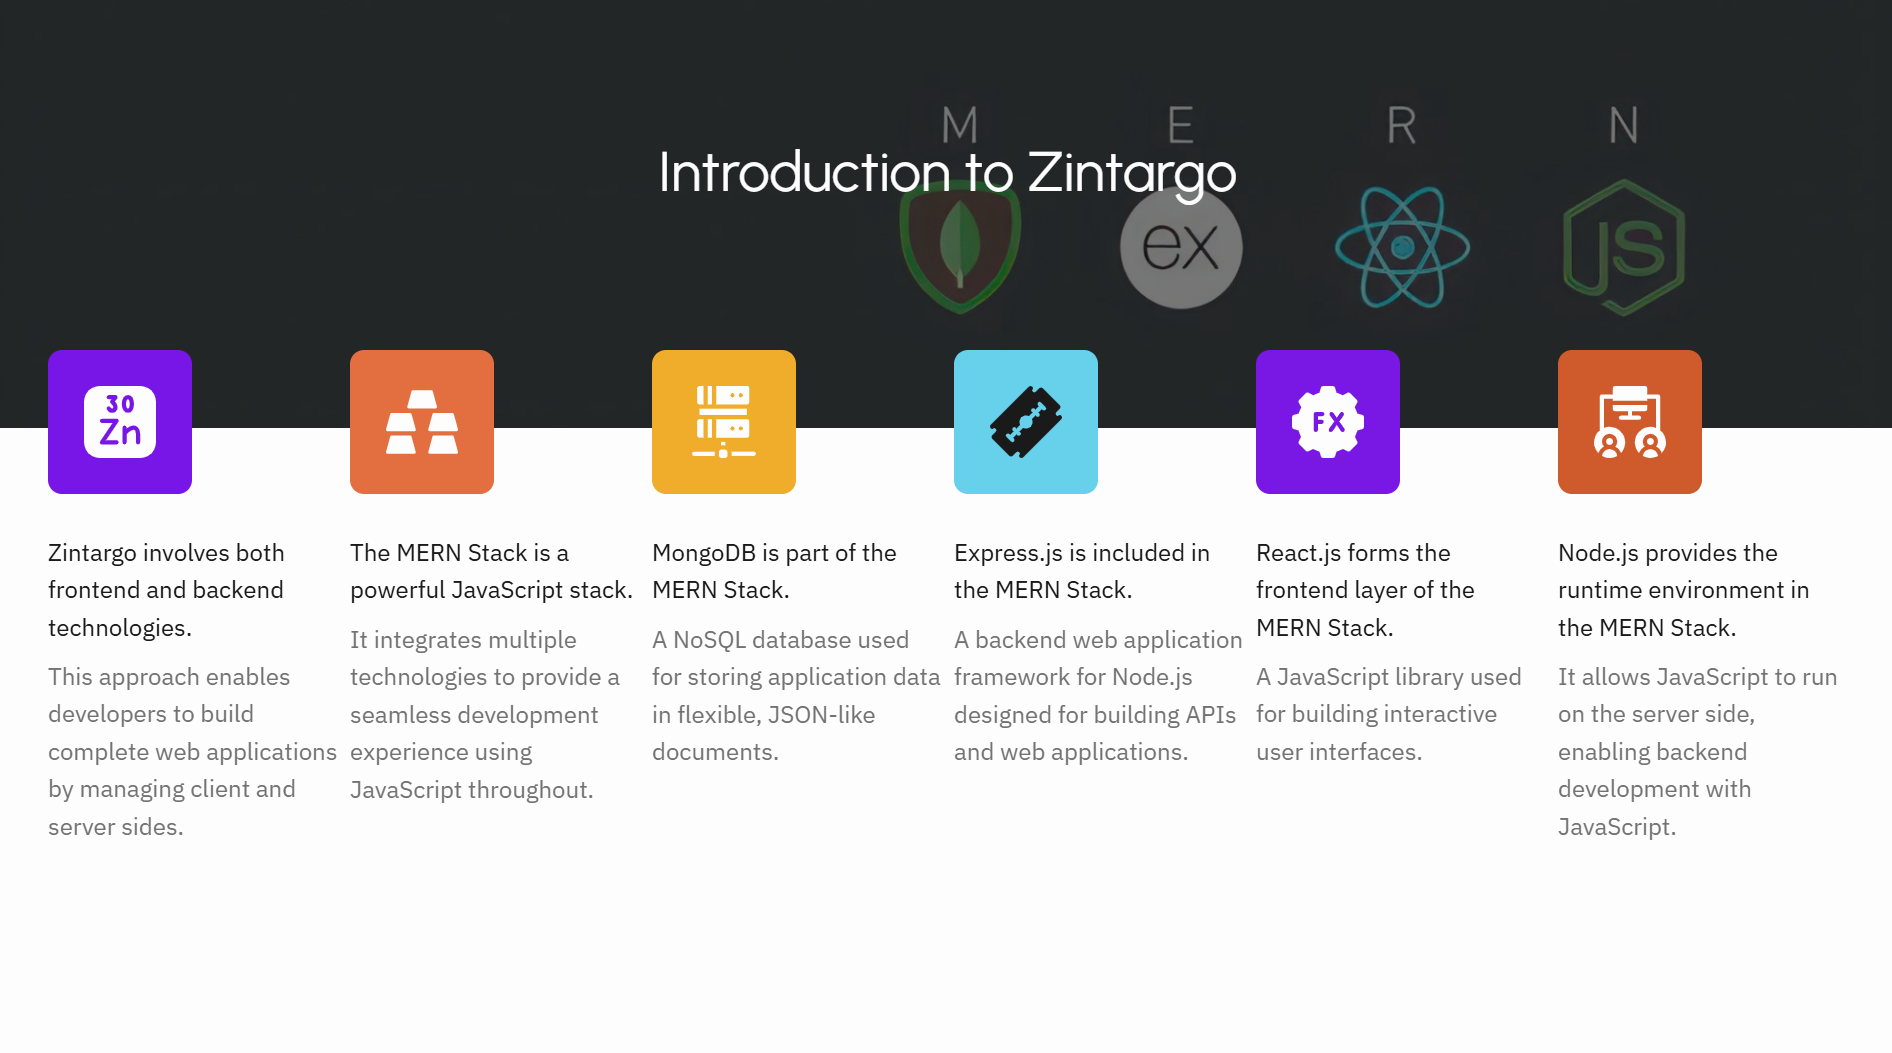 M E R N
Introduction to Zintargo
ex
JS
30
Zn
FX
Zintargo involves both
frontend and backend
technologies.
This approach enables
developers to build
complete web applications
by managing client and
server sides.
The MERN Stack is a
powerful JavaScript stack.
It integrates multiple
technologies to provide a
seamless development
experience using
JavaScript throughout.
MongoDB is part of the
MERN Stack.
A NoSQL database used
for storing application data
in flexible, JSON-like
documents.
Express.js is included in
the MERN Stack.
A backend web application
framework for Node.js
designed for building APIs
and web applications.
React.js forms the
frontend layer of the
MERN Stack.
A JavaScript library used
for building interactive
user interfaces.
Node.js provides the
runtime environment in
the MERN Stack.
It allows JavaScript to run
on the server side,
enabling backend
development with
JavaScript.